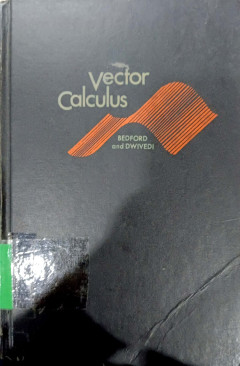 Vector
Calculus
BEDFORD
and DWIVEDI